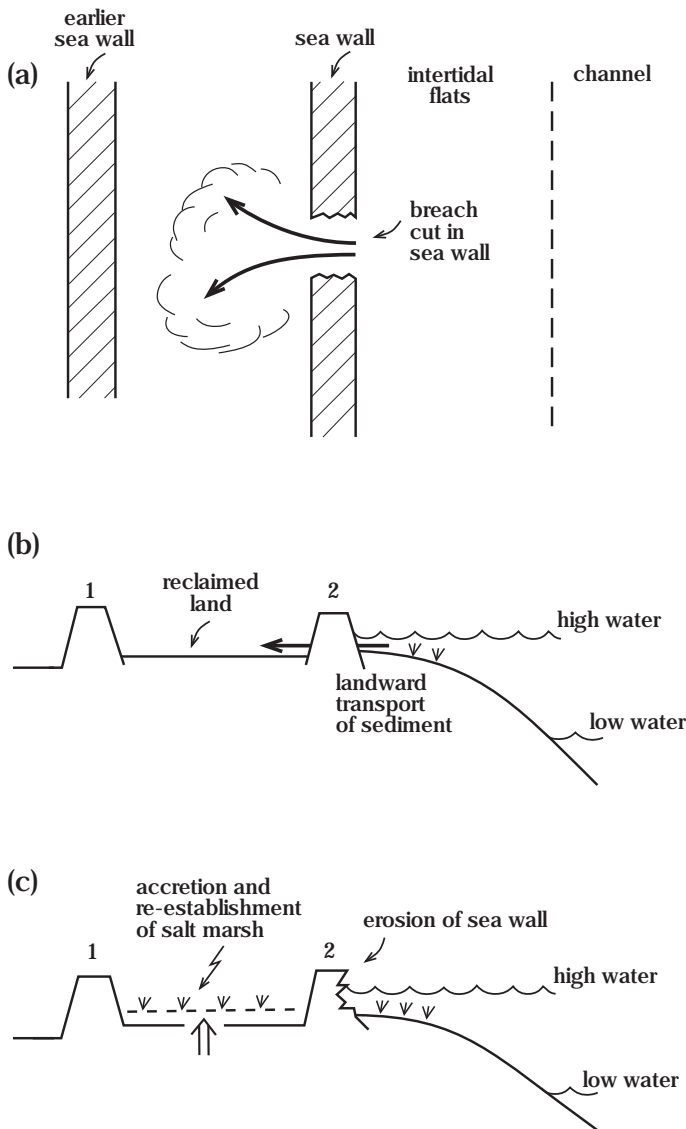 earlier
sea wall
sea wall
(a)
intertidal
flats
channel
breach
cut in
sea wall
(b)
1
reclaimed
land
2
high water
landward
transport
of sediment
low water
(c)
accretion and
re-establishment
of salt marsh
erosion of sea wall
1
2
high water
low water